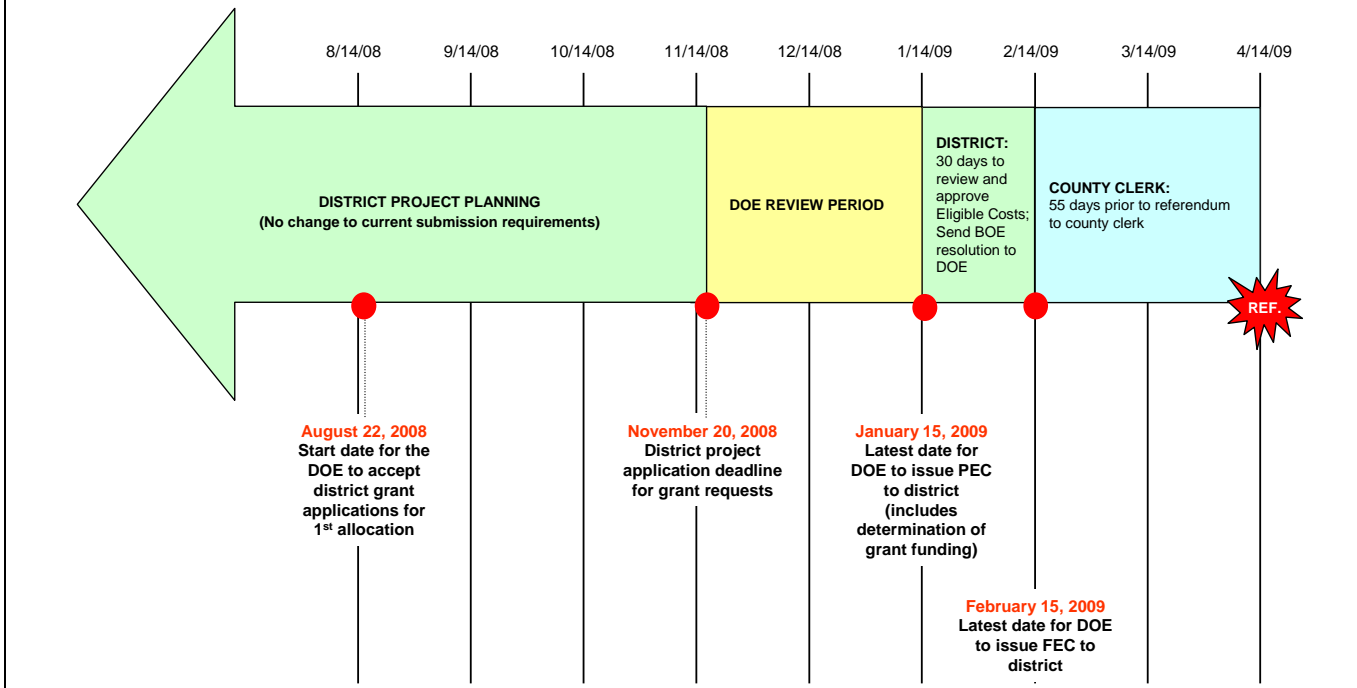 8/14/08 9/14/08 10/14/08 11/14/08 12/14/08 1/14/09 2/14/09 3/14/09 4/14/09
DISTRICT PROJECT PLANNING
(No change to current submission requirements)
DOE REVIEW PERIOD
DISTRICT:
30 days to
review and
approve
Eligible Costs;
Send BOE
resolution to
DOE
COUNTY CLERK:
55 days prior to referendum
to county clerk
REF.
August 22, 2008
Start date for the
DOE to accept
district grant
applications for
1st allocation
November 20, 2008
District project
application deadline
for grant requests
January 15, 2009
Latest date for
DOE to issue PEC
to district
(includes
determination of
grant funding)
February 15, 2009
Latest date for DOE
to issue FEC to
district